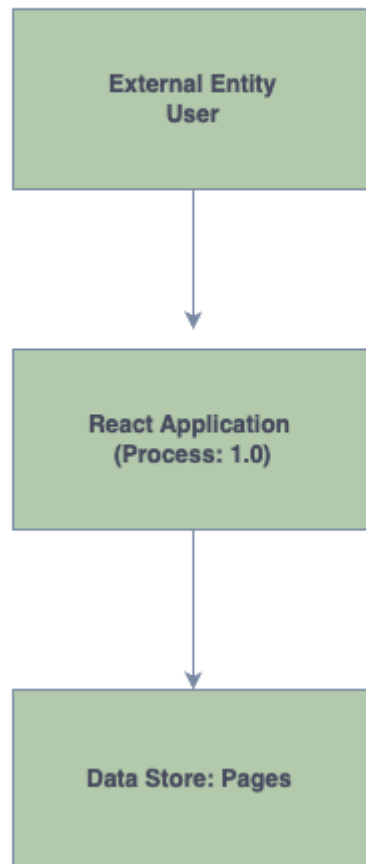 External Entity
User
React Application
(Process: 1.0)
Data Store: Pages